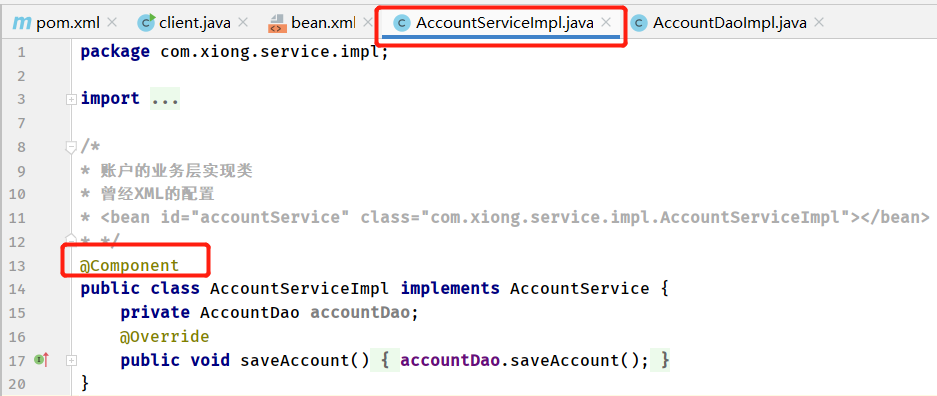 pom.xml client.java bean.xml AccountServiceImpl.java AccountDaoImpl.java
1 package com.xiong.service.impl;
2
3 import ...
7
8 /*
9 * 账户的业务层实现类
10 * 曾经XML的配置
11 * <bean id="accountService" class="com.xiong.service.impl.AccountServiceImpl"></bean>
12 * */
13 @Component
14 public class AccountServiceImpl implements AccountService {
15 private AccountDao accountDao;
16 @Override
17 public void saveAccount() { accountDao.saveAccount(); }
20 }